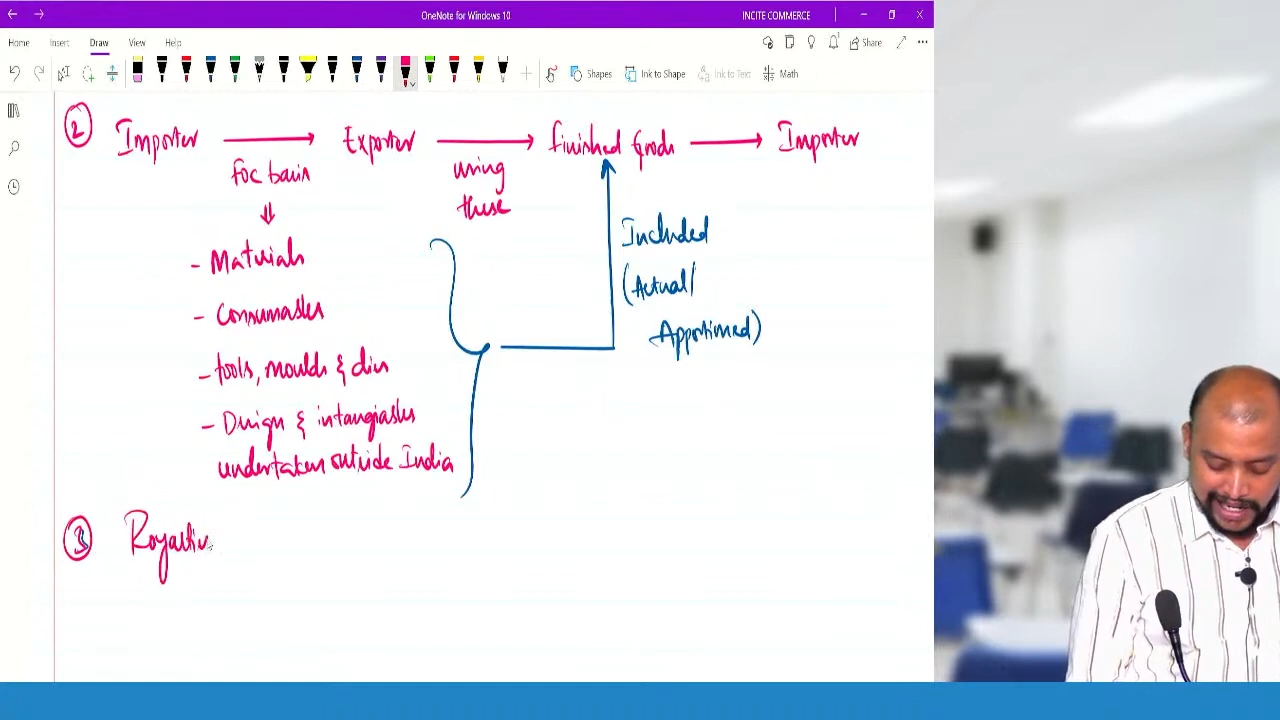 OneNote for Windows 10
INCITE COMMERCE
Home Insert Draw View Help
Share
Shapes
Ink to Shape
Ink to Text
Math
② Importer → Exporter → Finished Goods → Importer
FOC basis
using
these
⇓
- Materials
- Consumables
- tools, moulds & dies
- Design & intangibles
undertaken outside India
Included
(Actual/
Apportioned)
③ Royalties